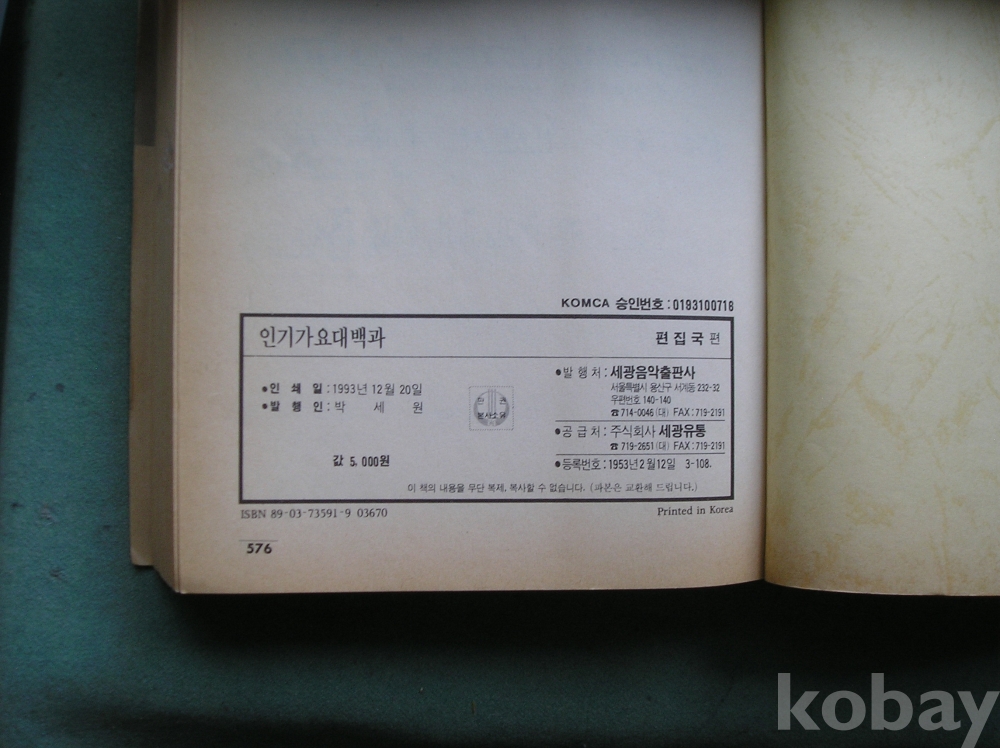 KOMCA 승인번호 : 0193100718
인기가요대백과 편집국 편
●인 쇄 일 : 1993년 12월 20일
●발 행 인 : 박 세 원
복사소유
값 5,000원
●발 행 처 : 세광음악출판사
서울특별시 용산구 서계동 232-32
우편번호 140-140
☎ 714-0046 (대) FAX : 719-2191
●공 급 처 : 주식회사 세광유통
☎ 719-2651 (대) FAX : 719-2191
●등록번호 : 1953년 2월 12일 3-108.
이 책의 내용을 무단 복제, 복사할 수 없습니다. (파본은 교환해 드립니다.)
ISBN 89-03-73591-9 03670 Printed in Korea
576
kobay